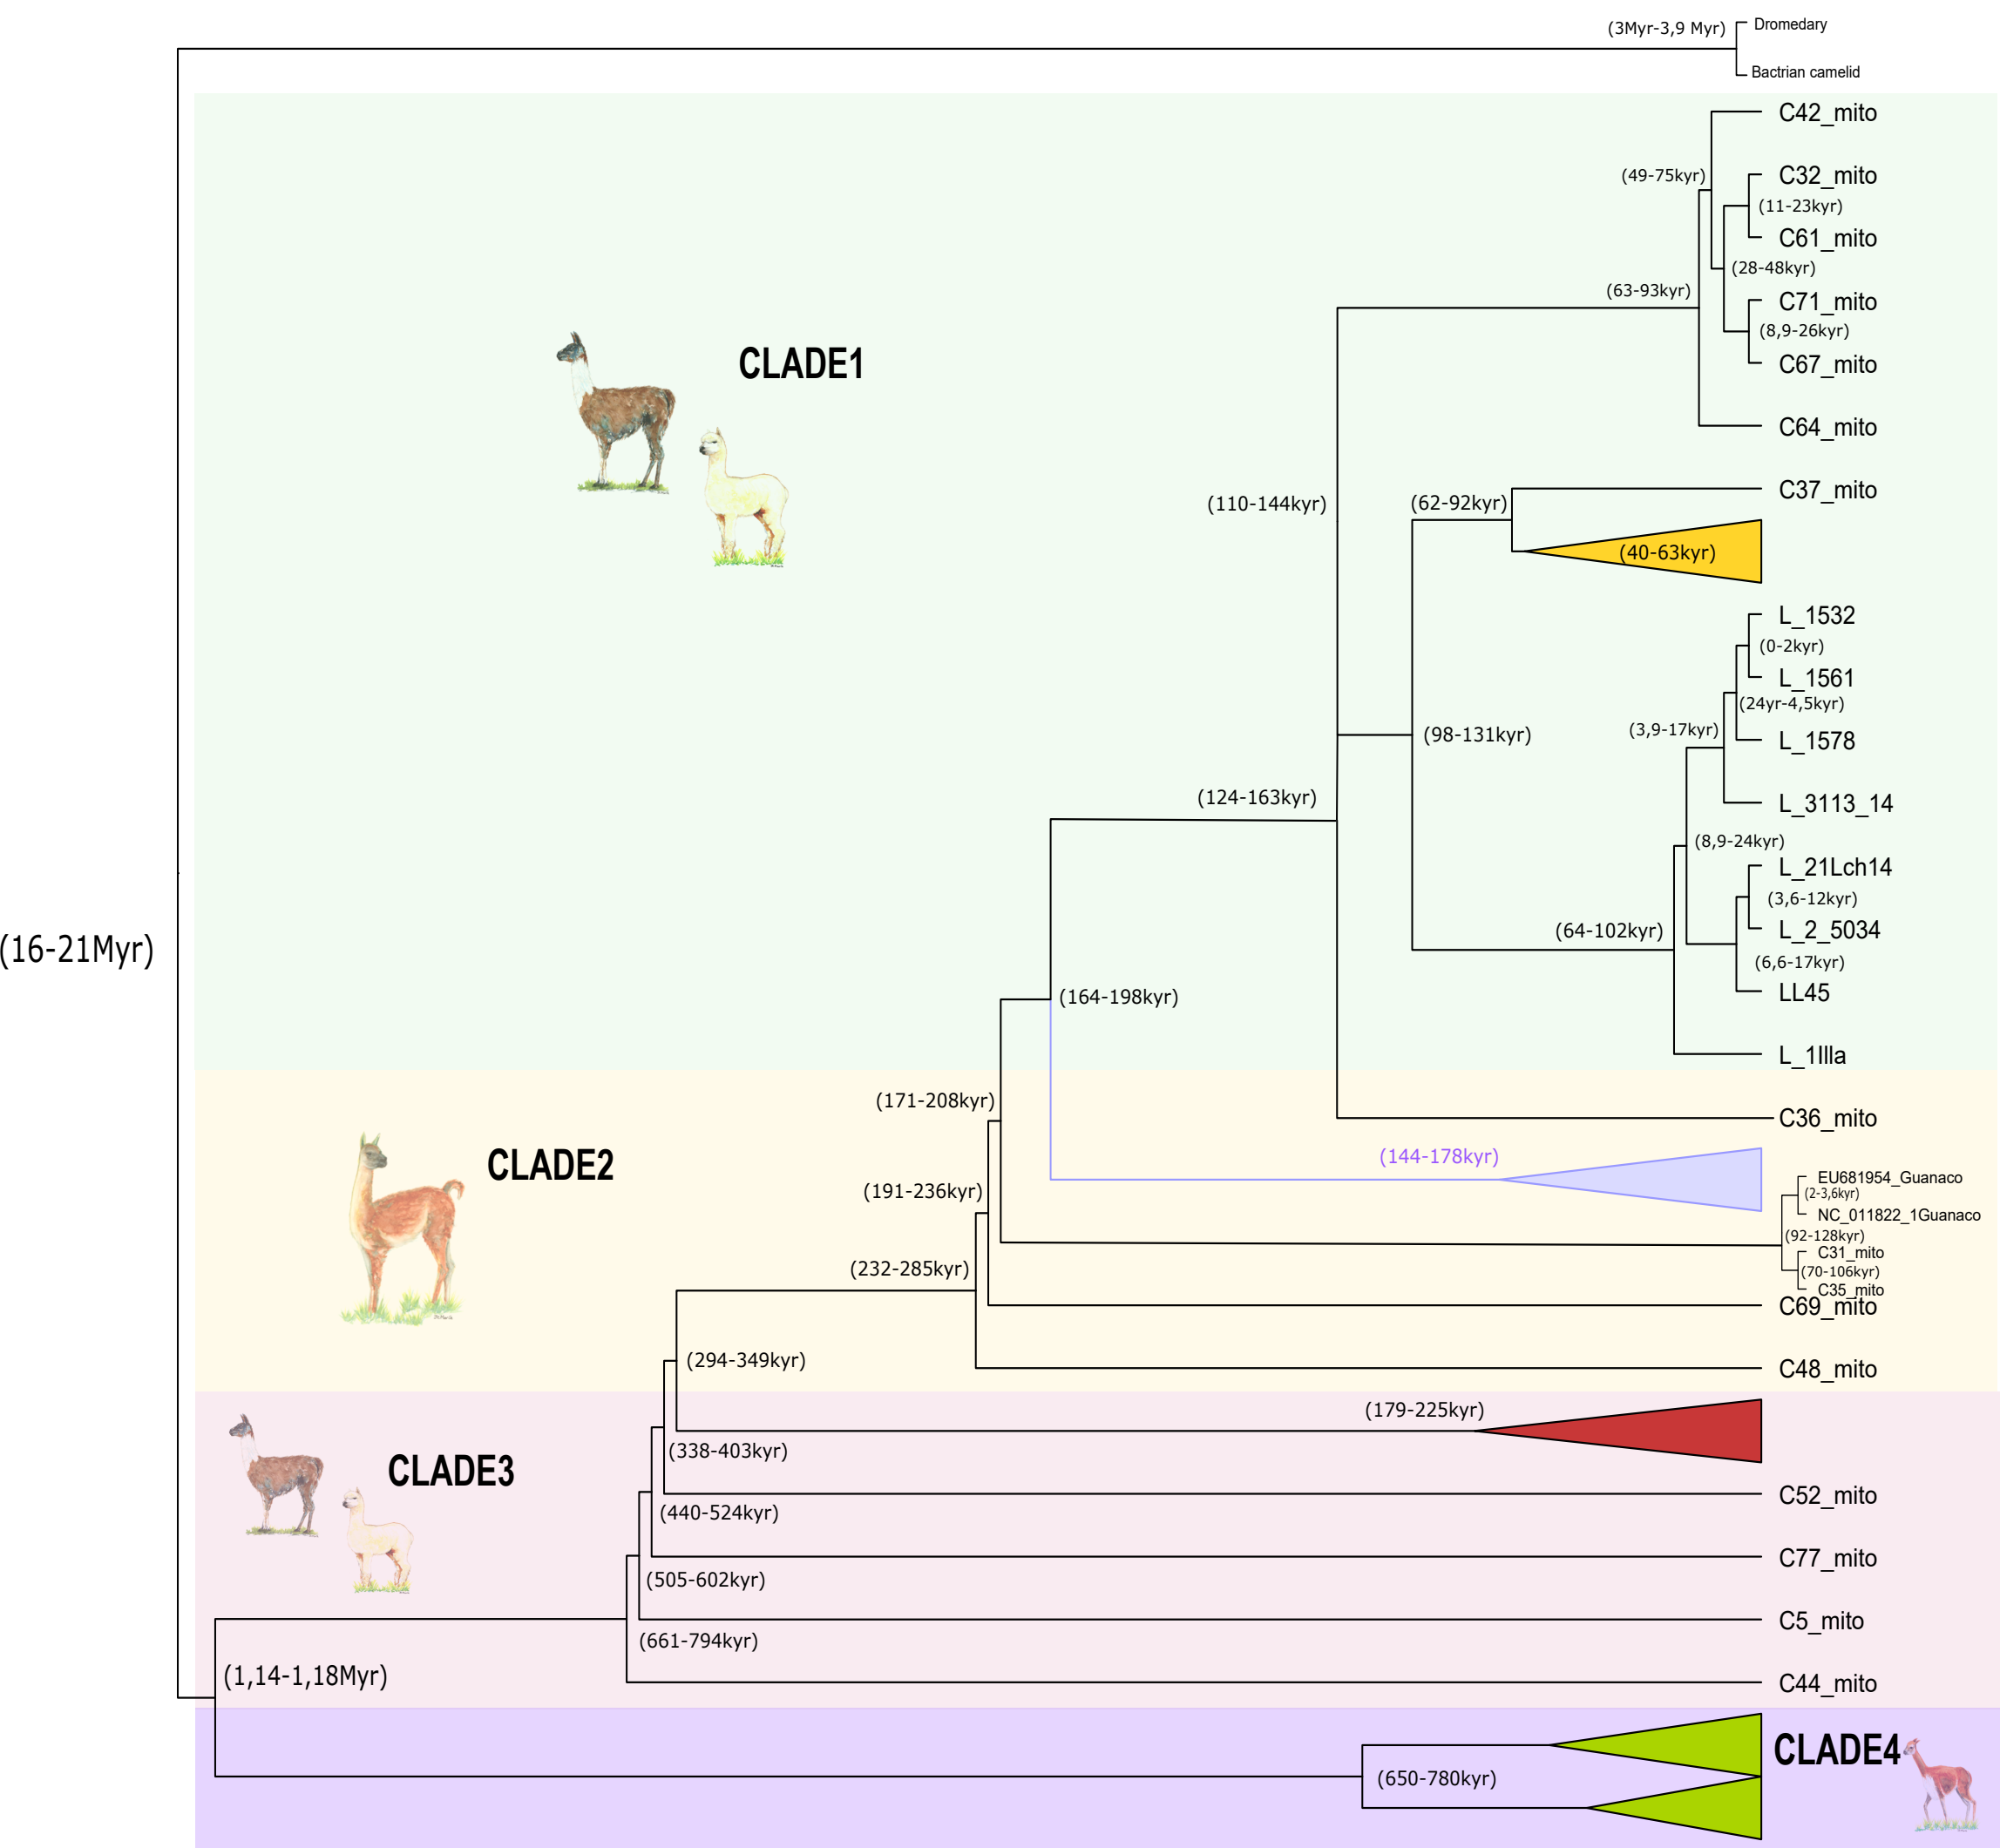 (3Myr-3,9 Myr)
Dromedary
Bactrian camelid
C42_mito
(49-75kyr)
C32_mito
(11-23kyr)
C61_mito
(28-48kyr)
(63-93kyr)
C71_mito
(8,9-26kyr)
CLADE1
C67_mito
C64_mito
(110-144kyr)
(62-92kyr)
C37_mito
(40-63kyr)
L_1532
(0-2kyr)
L_1561
(24yr-4,5kyr)
(98-131kyr)
(3,9-17kyr)
L_1578
(124-163kyr)
L_3113_14
(8,9-24kyr)
L_21Lch14
(3,6-12kyr)
(64-102kyr)
L_2_5034
(16-21Myr)
(6,6-17kyr)
(164-198kyr)
LL45
L_1Illa
(171-208kyr)
C36_mito
CLADE2
(144-178kyr)
EU681954_Guanaco
(191-236kyr)
(2-3,6kyr)
NC_011822_1Guanaco
(92-128kyr)
C31_mito
(232-285kyr)
(70-106kyr)
C35_mito
C69_mito
(294-349kyr)
C48_mito
(179-225kyr)
(338-403kyr)
CLADE3
C52_mito
(440-524kyr)
C77_mito
(505-602kyr)
C5_mito
(661-794kyr)
(1,14-1,18Myr)
C44_mito
CLADE4
(650-780kyr)